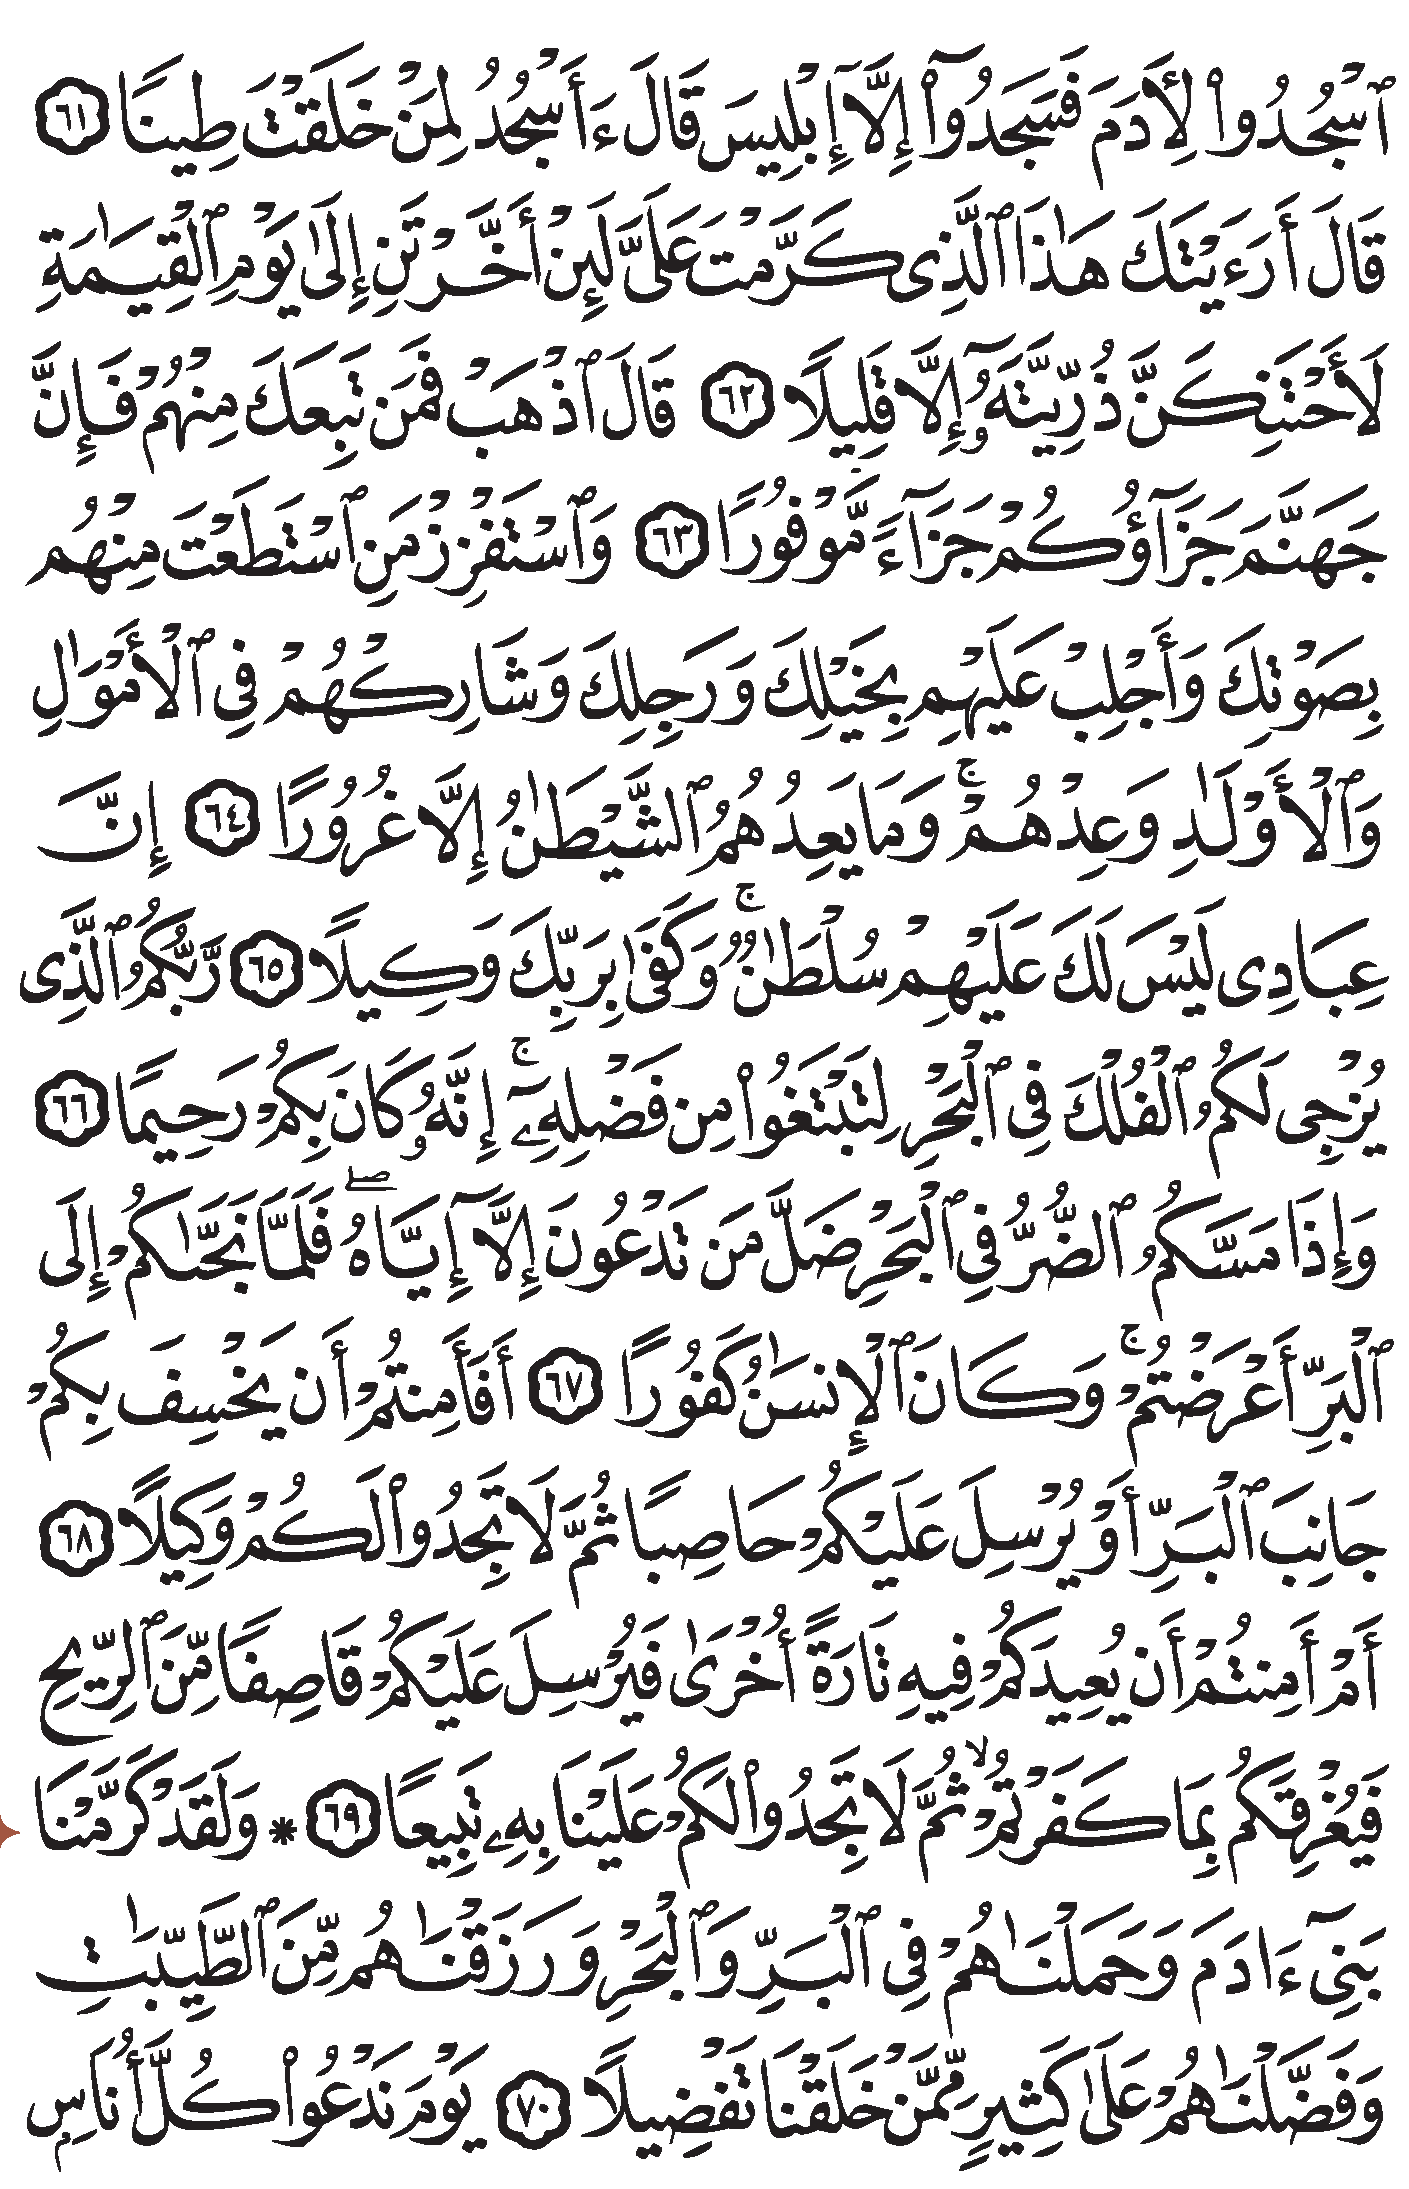 ٱسْجُدُوا۟ لِأَدَمَ فَسَجَدُوٓا۟ إِلَّآ إِبْلِيسَ قَالَ ءَأَسْجُدُ لِمَنْ خَلَقْتَ طِينًا ٦١
قَالَ أَرَءَيْتَكَ هَٰذَا ٱلَّذِى كَرَّمْتَ عَلَىَّ لَئِنْ أَخَّرْتَنِ إِلَىٰ يَوْمِ ٱلْقِيَٰمَةِ
لَأَحْتَنِكَنَّ ذُرِّيَّتَهُۥٓ إِلَّا قَلِيلًا ٦٢ قَالَ ٱذْهَبْ فَمَن تَبِعَكَ مِنْهُمْ فَإِنَّ
جَهَنَّمَ جَزَآؤُكُمْ جَزَآءً مَّوْفُورًا ٦٣ وَٱسْتَفْزِزْ مَنِ ٱسْتَطَعْتَ مِنْهُم
بِصَوْتِكَ وَأَجْلِبْ عَلَيْهِم بِخَيْلِكَ وَرَجِلِكَ وَشَارِكْهُمْ فِى ٱلْأَمْوَٰلِ
وَٱلْأَوْلَٰدِ وَعِدْهُمْ ۚ وَمَا يَعِدُهُمُ ٱلشَّيْطَٰنُ إِلَّا غُرُورًا ٦٤ إِنَّ
عِبَادِى لَيْسَ لَكَ عَلَيْهِمْ سُلْطَٰنٌ ۚ وَكَفَىٰ بِرَبِّكَ وَكِيلًا ٦٥ رَّبُّكُمُ ٱلَّذِى
يُزْجِى لَكُمُ ٱلْفُلْكَ فِى ٱلْبَحْرِ لِتَبْتَغُوا۟ مِن فَضْلِهِۦٓ ۚ إِنَّهُۥ كَانَ بِكُمْ رَحِيمًا ٦٦
وَإِذَا مَسَّكُمُ ٱلضُّرُّ فِى ٱلْبَحْرِ ضَلَّ مَن تَدْعُونَ إِلَّآ إِيَّاهُ ۖ فَلَمَّا نَجَّىٰكُمْ إِلَى
ٱلْبَرِّ أَعْرَضْتُمْ ۚ وَكَانَ ٱلْإِنسَٰنُ كَفُورًا ٦٧ أَفَأَمِنتُمْ أَن يَخْسِفَ بِكُمْ
جَانِبَ ٱلْبَرِّ أَوْ يُرْسِلَ عَلَيْكُمْ حَاصِبًا ثُمَّ لَا تَجِدُوا۟ لَكُمْ وَكِيلًا ٦٨
أَمْ أَمِنتُمْ أَن يُعِيدَكُمْ فِيهِ تَارَةً أُخْرَىٰ فَيُرْسِلَ عَلَيْكُمْ قَاصِفًا مِّنَ ٱلرِّيحِ
فَيُغْرِقَكُم بِمَا كَفَرْتُمْ ۙ ثُمَّ لَا تَجِدُوا۟ لَكُمْ عَلَيْنَا بِهِۦ تَبِيعًا ٦٩ * وَلَقَدْ كَرَّمْنَا
بَنِىٓ ءَادَمَ وَحَمَلْنَٰهُمْ فِى ٱلْبَرِّ وَٱلْبَحْرِ وَرَزَقْنَٰهُم مِّنَ ٱلطَّيِّبَٰتِ
وَفَضَّلْنَٰهُمْ عَلَىٰ كَثِيرٍ مِّمَّنْ خَلَقْنَا تَفْضِيلًا ٧٠ يَوْمَ نَدْعُوا۟ كُلَّ أُنَاسٍۭ